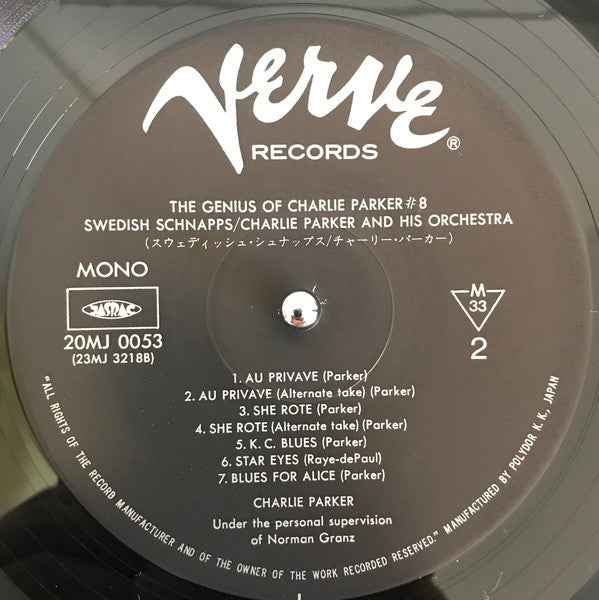 Verve ®
RECORDS
THE GENIUS OF CHARLIE PARKER #8
SWEDISH SCHNAPPS/CHARLIE PARKER AND HIS ORCHESTRA
(スウェディッシュ・シュナップス/チャーリー・パーカー)
MONO
JASRAC
20MJ 0053
(23MJ 3218B)
M
33
2
1. AU PRIVAVE (Parker)
2. AU PRIVAVE (Alternate take) (Parker)
3. SHE ROTE (Parker)
4. SHE ROTE (Alternate take) (Parker)
5. K. C. BLUES (Parker)
6. STAR EYES (Raye-dePaul)
7. BLUES FOR ALICE (Parker)
CHARLIE PARKER
Under the personal supervision
of Norman Granz
"ALL RIGHTS OF THE RECORD MANUFACTURER AND OF THE OWNER OF THE WORK RECORDED RESERVED." MANUFACTURED BY POLYDOR K. K., JAPAN